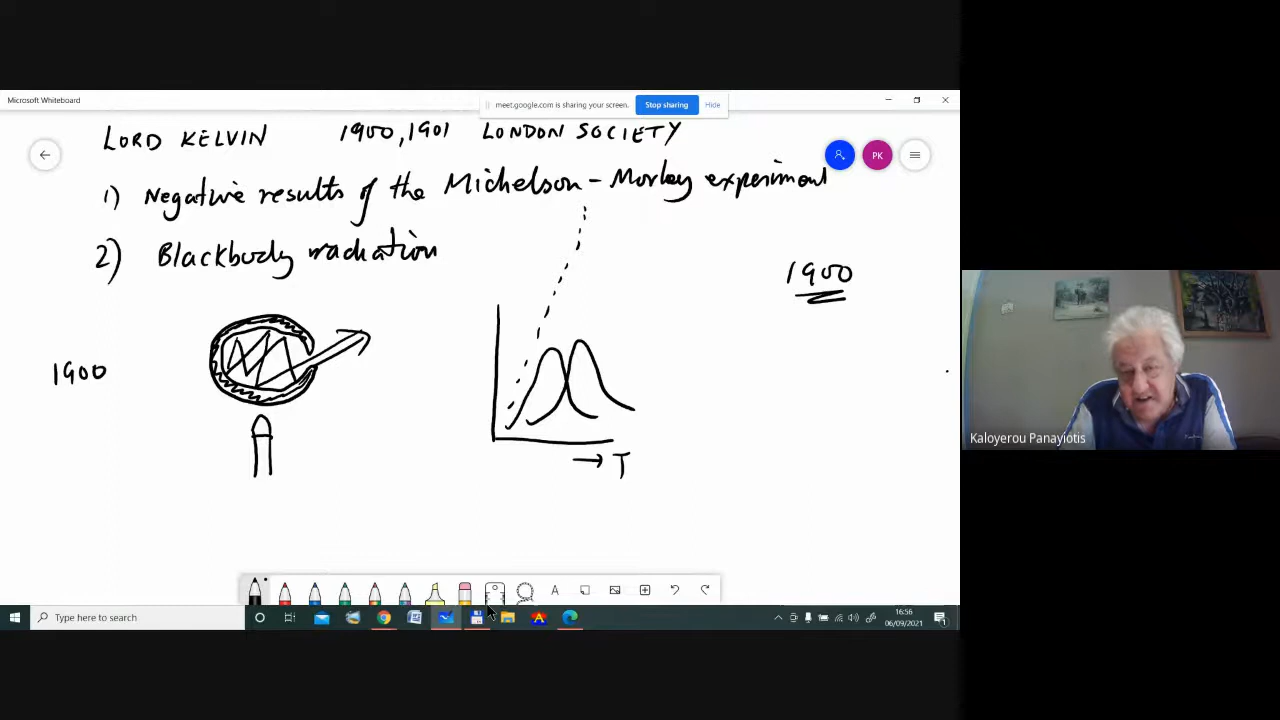 Microsoft Whiteboard
meet.google.com is sharing your screen. Stop sharing Hide
LORD KELVIN 1900, 1901 LONDON SOCIETY
1) Negative results of the Michelson - Morley experiment
PK
2) Blackbody radiation
1900
1900
→ T
Kaloyerou Panayiotis
A
Type here to search
16:56
06/09/2021